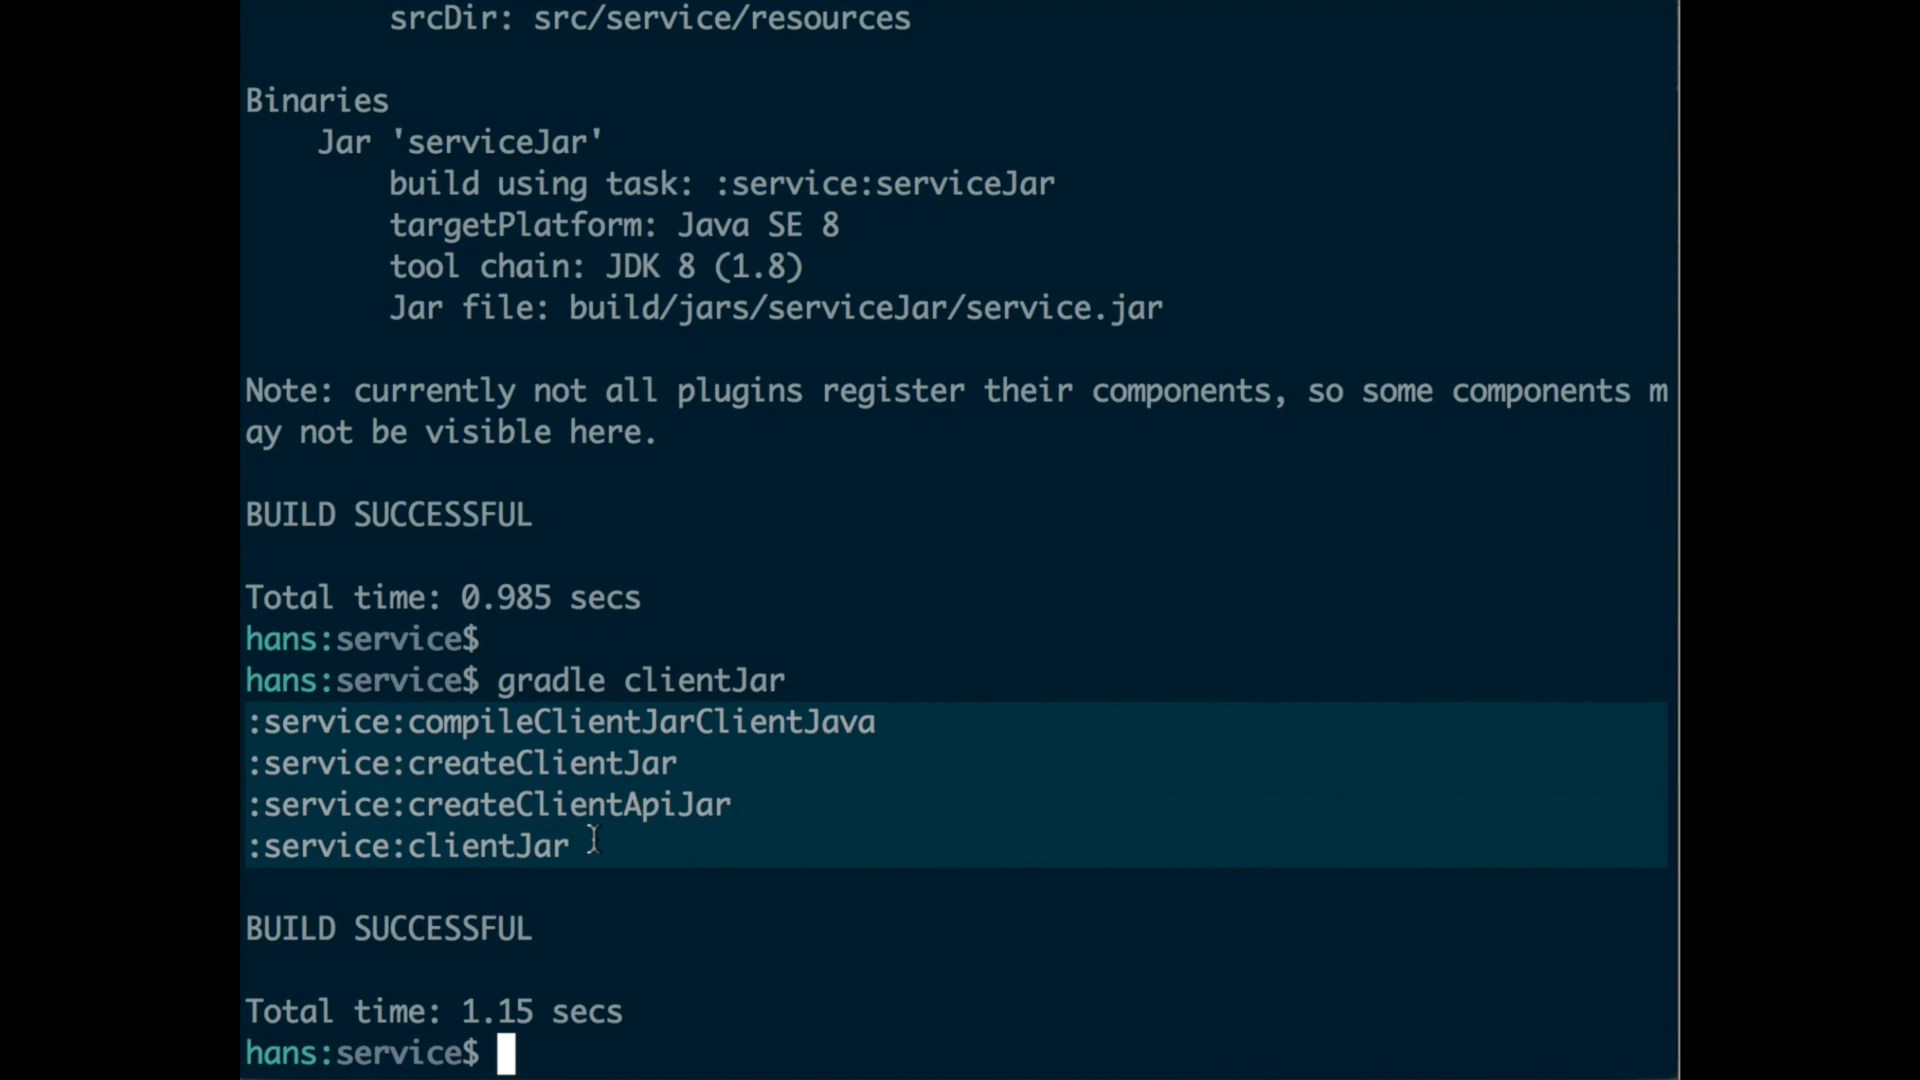 srcDir: src/service/resources
Binaries
Jar 'serviceJar'
build using task: :service:serviceJar
targetPlatform: Java SE 8
tool chain: JDK 8 (1.8)
Jar file: build/jars/serviceJar/service.jar
Note: currently not all plugins register their components, so some components m
ay not be visible here.
BUILD SUCCESSFUL
Total time: 0.985 secs
hans:service$
hans:service$ gradle clientJar
:service:compileClientJarClientJava
:service:createClientJar
:service:createClientApiJar
:service:clientJar
BUILD SUCCESSFUL
Total time: 1.15 secs
hans:service$